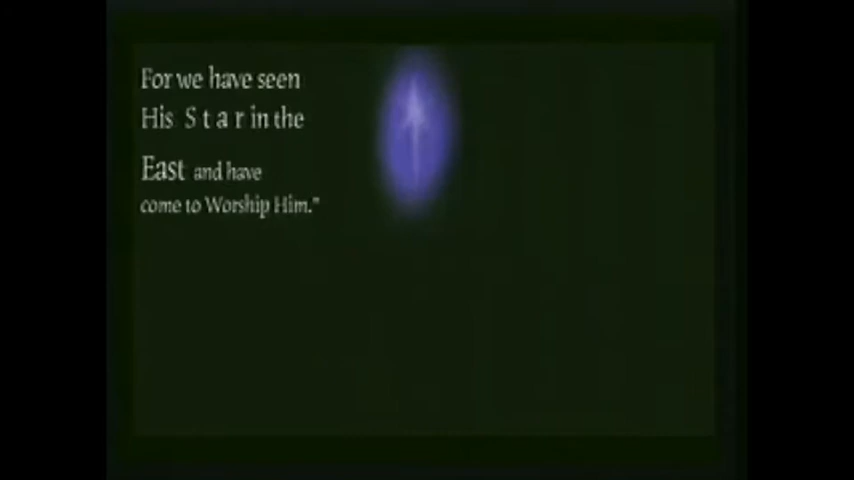 For we have seen
His S t a r in the
East and have
come to Worship Him."